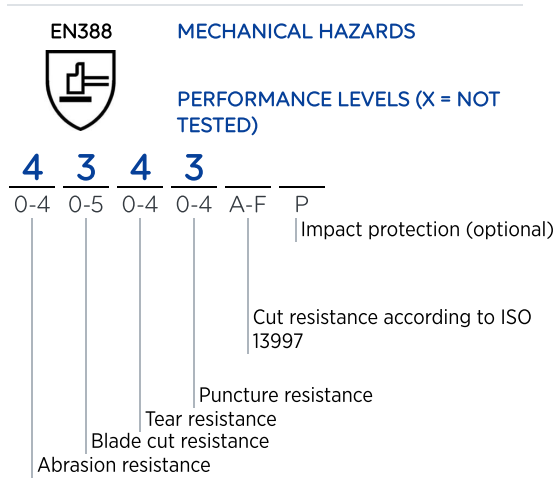 EN388
MECHANICAL HAZARDS
PERFORMANCE LEVELS (X = NOT
TESTED)
4 3 4 3
0-4 0-5 0-4 0-4 A-F P
Impact protection (optional)
Cut resistance according to ISO
13997
Puncture resistance
Tear resistance
Blade cut resistance
Abrasion resistance